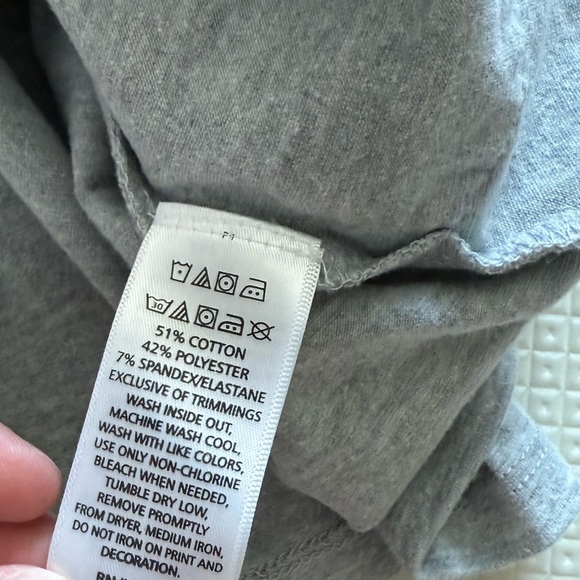 30
51% COTTON
42% POLYESTER
7% SPANDEX/ELASTANE
EXCLUSIVE OF TRIMMINGS
WASH INSIDE OUT,
MACHINE WASH COOL,
WASH WITH LIKE COLORS,
USE ONLY NON-CHLORINE
BLEACH WHEN NEEDED,
TUMBLE DRY LOW,
REMOVE PROMPTLY
FROM DRYER, MEDIUM IRON,
DO NOT IRON ON PRINT AND
DECORATION.